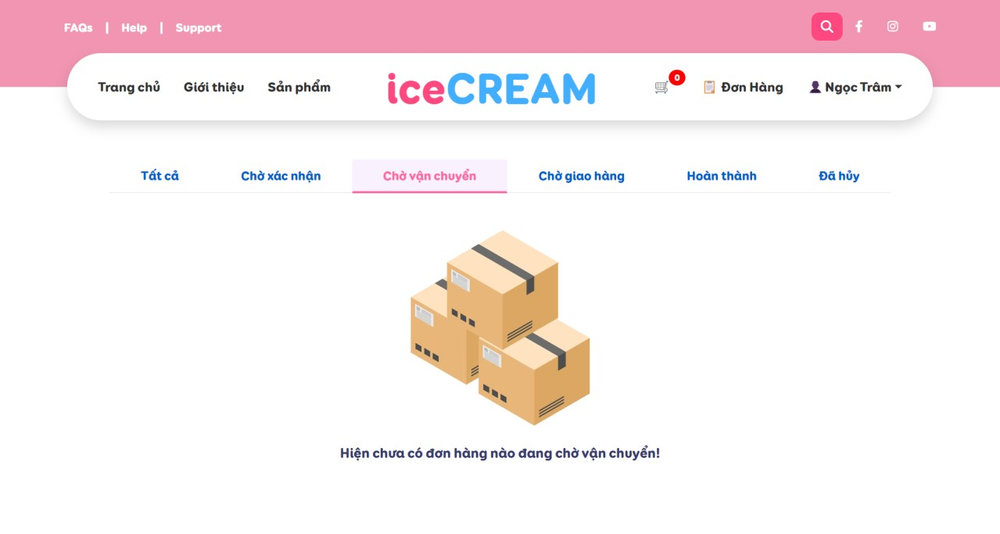 FAQs | Help | Support
Trang chủ Giới thiệu Sản phẩm iceCREAM 0 Đơn Hàng Ngọc Trâm
Tất cả Chờ xác nhận Chờ vận chuyển Chờ giao hàng Hoàn thành Đã hủy
Hiện chưa có đơn hàng nào đang chờ vận chuyển!